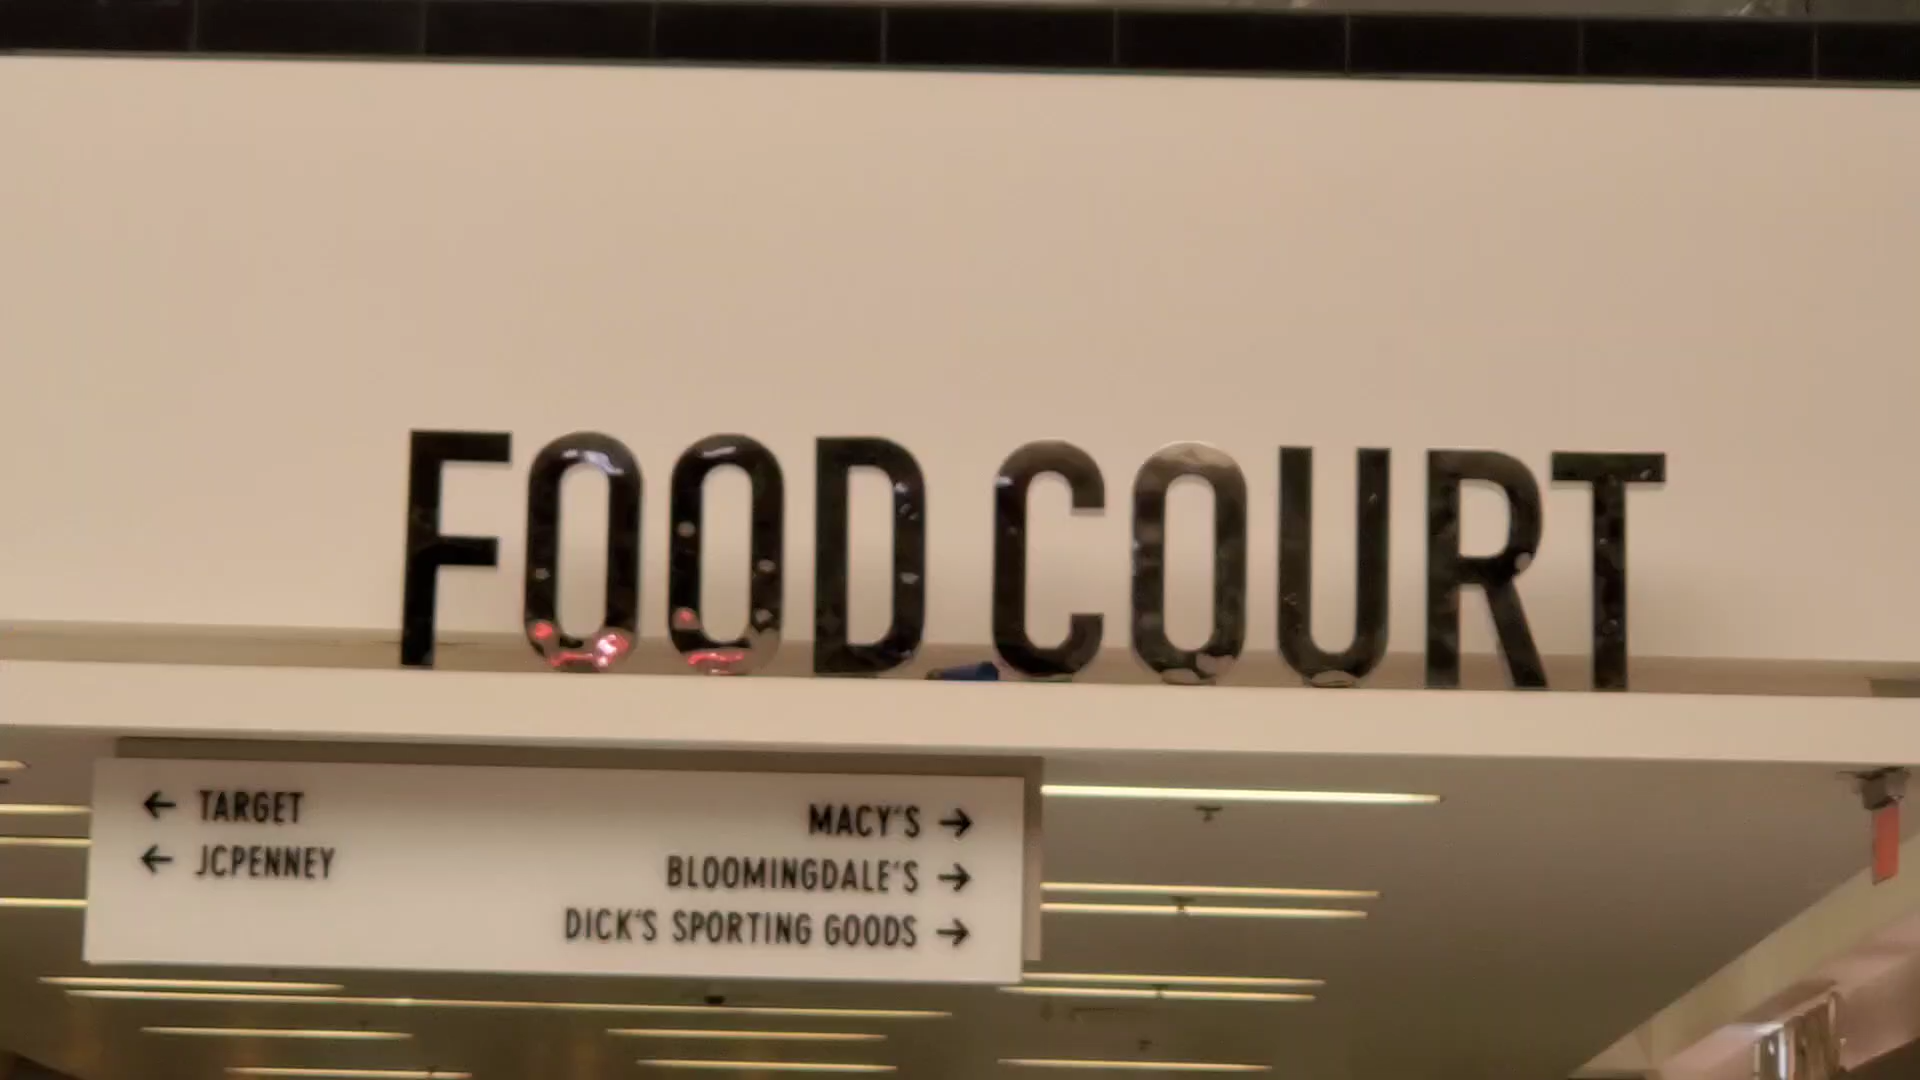 FOOD COURT
← TARGET
← JCPENNEY
MACY'S →
BLOOMINGDALE'S →
DICK'S SPORTING GOODS →